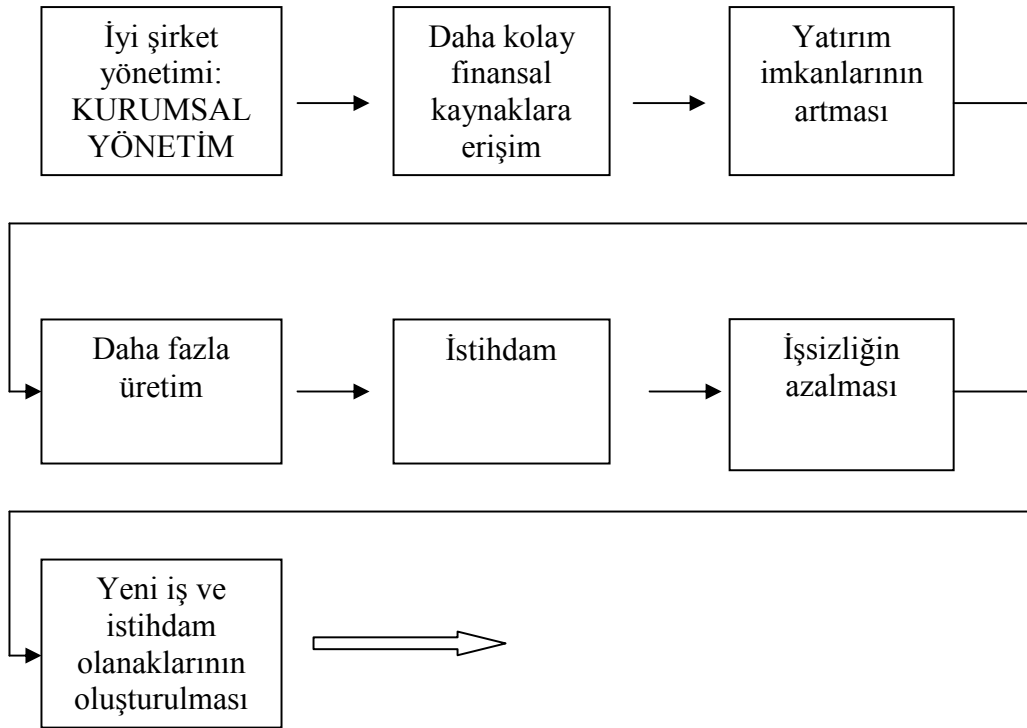 İyi şirket
yönetimi:
KURUMSAL
YÖNETİM
Daha kolay
finansal
kaynaklara
erişim
Yatırım
imkanlarının
artması
Daha fazla
üretim
İstihdam
İşsizliğin
azalması
Yeni iş ve
istihdam
olanaklarının
oluşturulması